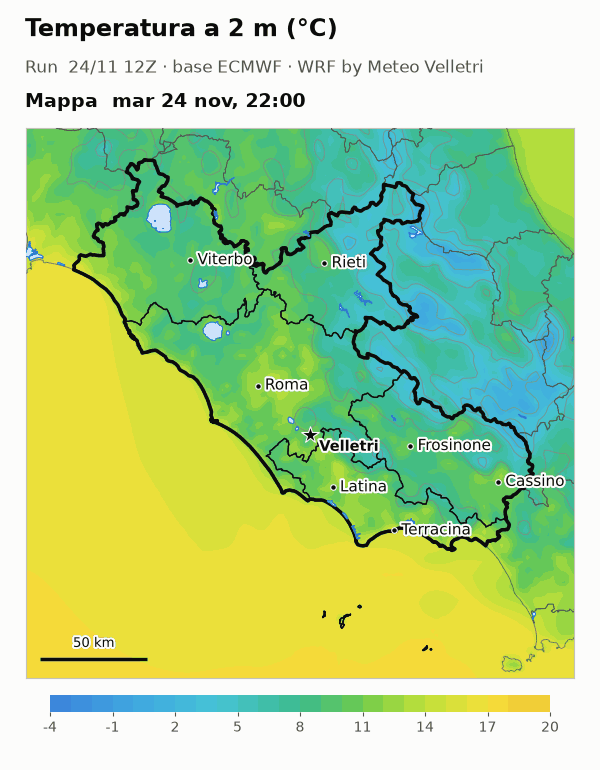 Temperatura a 2 m (°C)
Run  24/11 12Z · base ECMWF · WRF by Meteo Velletri
Mappa  mar 24 nov, 22:00
Viterbo
Rieti
Roma
Velletri
Frosinone
Latina
Cassino
Terracina
50 km
-4 -1 2 5 8 11 14 17 20